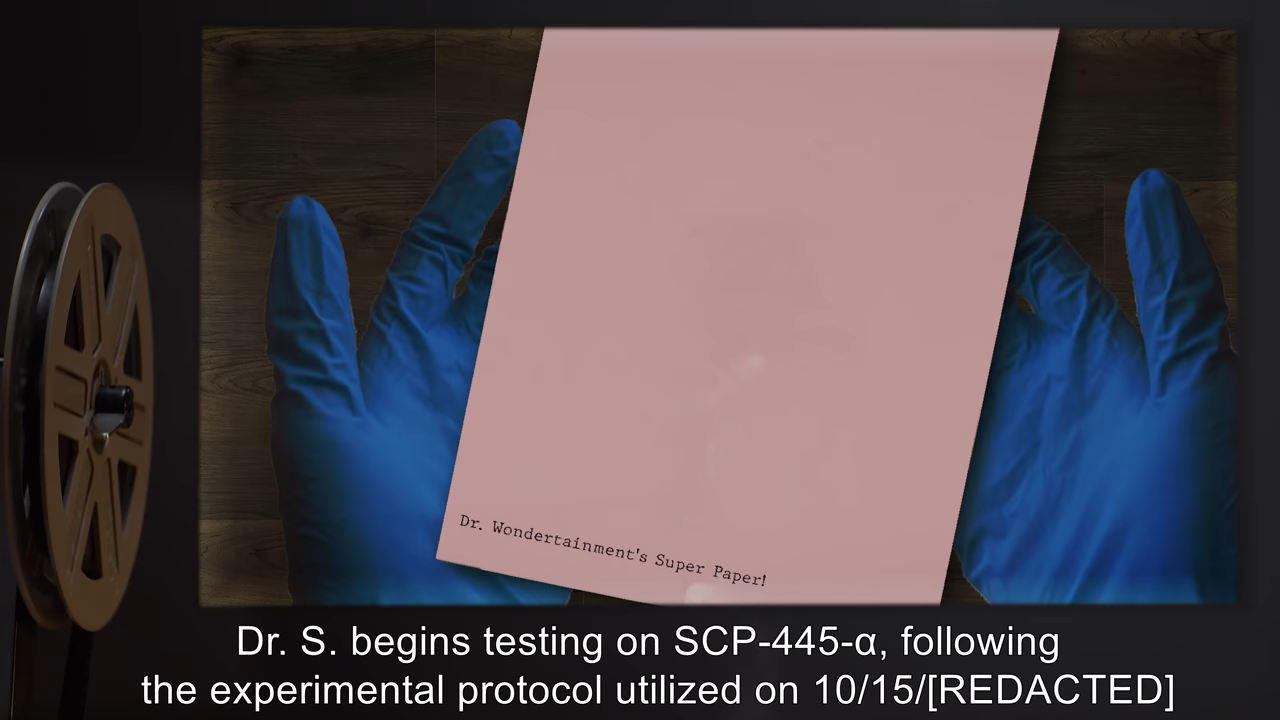 Dr. Wondertainment's Super Paper!
Dr. S. begins testing on SCP-445-α, following
the experimental protocol utilized on 10/15/[REDACTED]